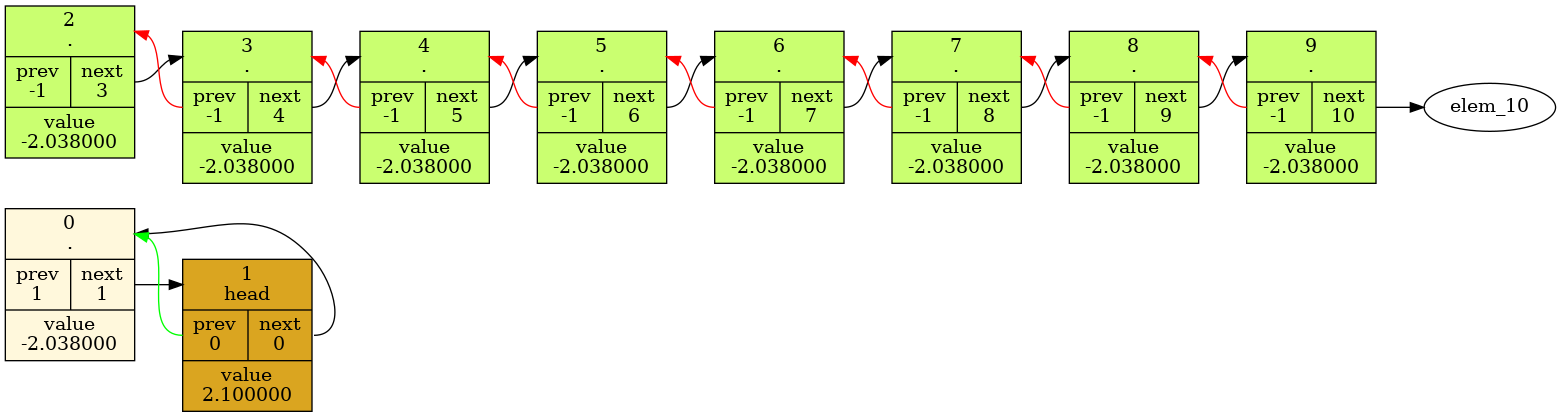 2
.
prev next
-1 3
value
-2.038000
3
.
prev next
-1 4
value
-2.038000
4
.
prev next
-1 5
value
-2.038000
5
.
prev next
-1 6
value
-2.038000
6
.
prev next
-1 7
value
-2.038000
7
.
prev next
-1 8
value
-2.038000
8
.
prev next
-1 9
value
-2.038000
9
.
prev next
-1 10
value
-2.038000
elem_10
0
.
prev next
1 1
value
-2.038000
1
head
prev next
0 0
value
2.100000